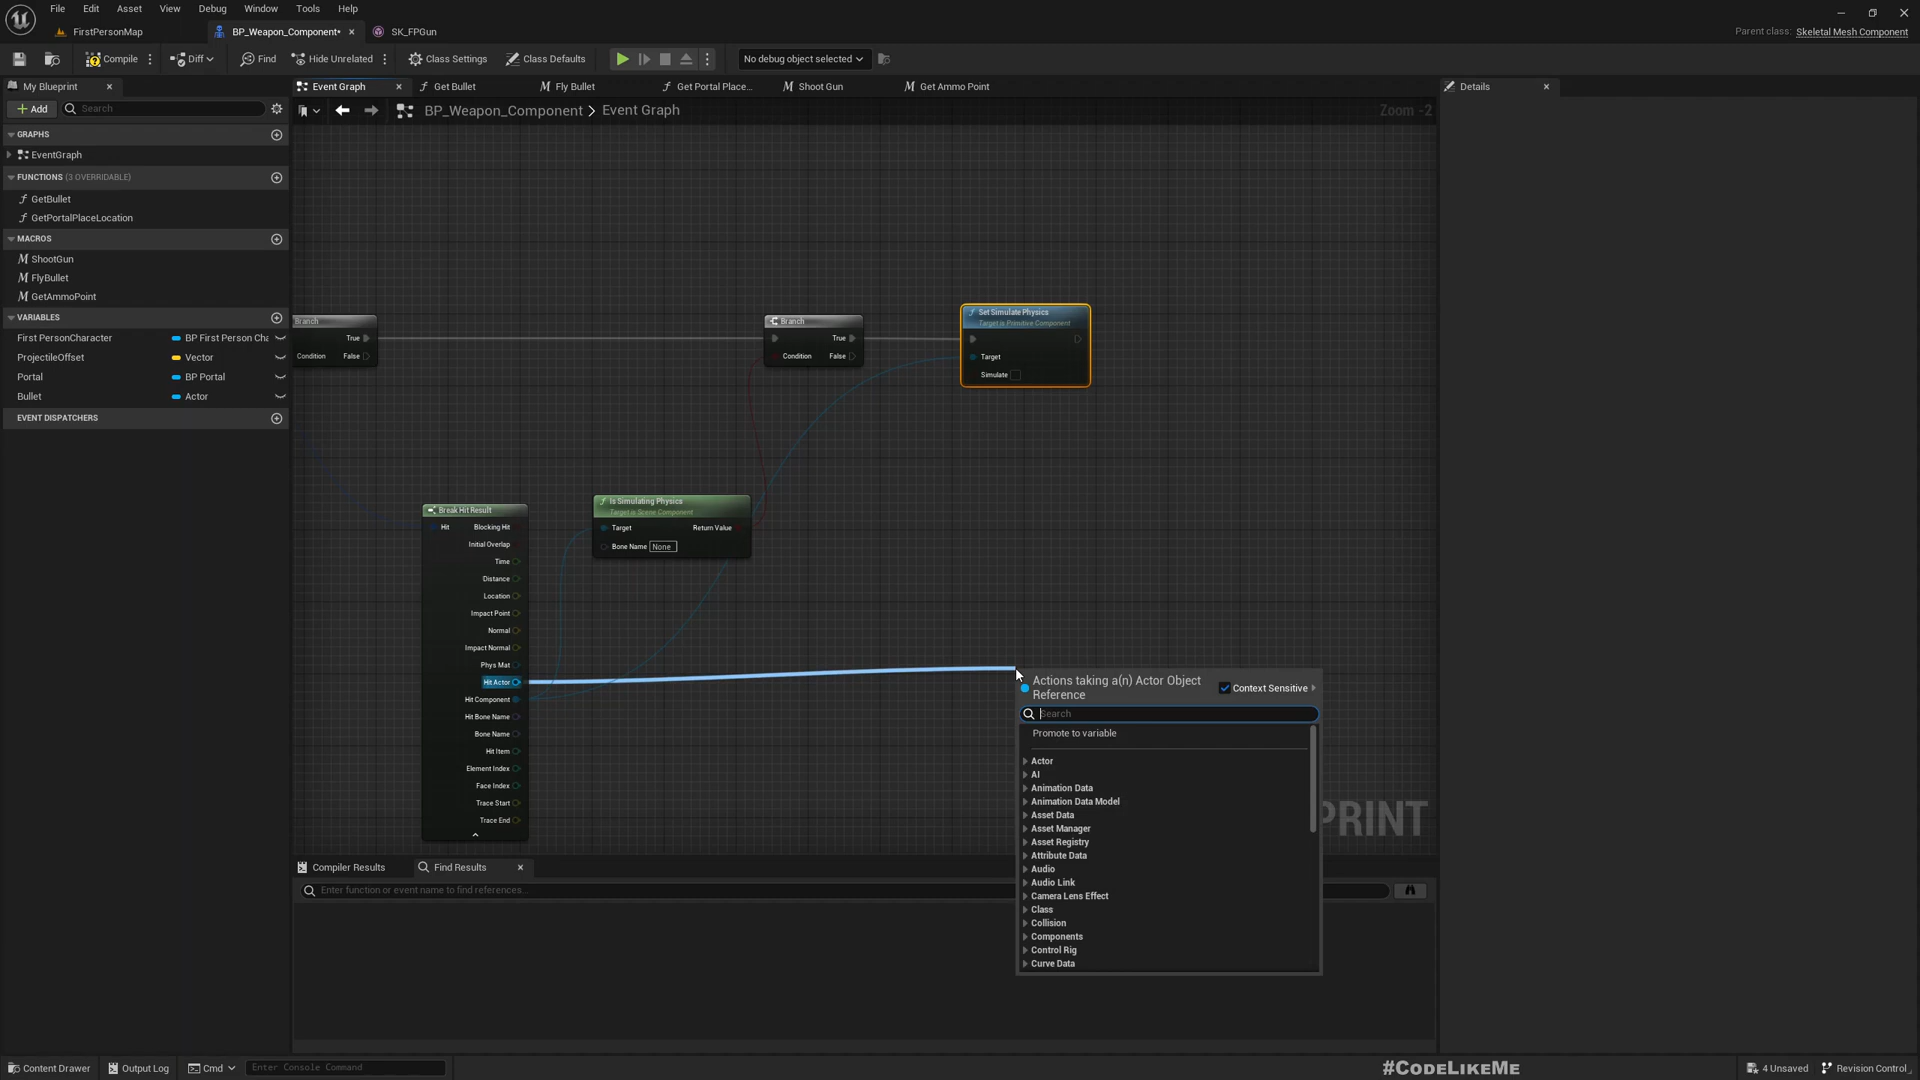 File Edit Asset View Debug Window Tools Help
FirstPersonMap BP_Weapon_Component* SK_FPGun
Parent class: Skeletal Mesh Component
Compile Diff Find Hide Unrelated Class Settings Class Defaults No debug object selected
My Blueprint Event Graph Get Bullet Fly Bullet Get Portal Place... Shoot Gun Get Ammo Point Details
Add Search
BP_Weapon_Component > Event Graph Zoom -2
GRAPHS
EventGraph
FUNCTIONS (3 OVERRIDABLE)
GetBullet
GetPortalPlaceLocation
MACROS
ShootGun
FlyBullet
GetAmmoPoint
VARIABLES
First PersonCharacter BP First Person Cha
ProjectileOffset Vector
Portal BP Portal
Bullet Actor
EVENT DISPATCHERS
Branch
True
Condition False
Branch
True
Condition False
Set Simulate Physics
Target is Primitive Component
Target
Simulate
Is Simulating Physics
Target is Scene Component
Target Return Value
Bone Name None
Break Hit Result
Hit Blocking Hit
Initial Overlap
Time
Distance
Location
Impact Point
Normal
Impact Normal
Phys Mat
Hit Actor
Hit Component
Hit Bone Name
Bone Name
Hit Item
Element Index
Face Index
Trace Start
Trace End
Actions taking a(n) Actor Object Reference
Context Sensitive
Search
Promote to variable
Actor
AI
Animation Data
Animation Data Model
Asset Data
Asset Manager
Asset Registry
Attribute Data
Audio
Audio Link
Camera Lens Effect
Class
Collision
Components
Control Rig
Curve Data
PRINT
Compiler Results Find Results
Enter function or event name to find references...
Content Drawer Output Log Cmd Enter Console Command
#CodeLikeMe
4 Unsaved Revision Control